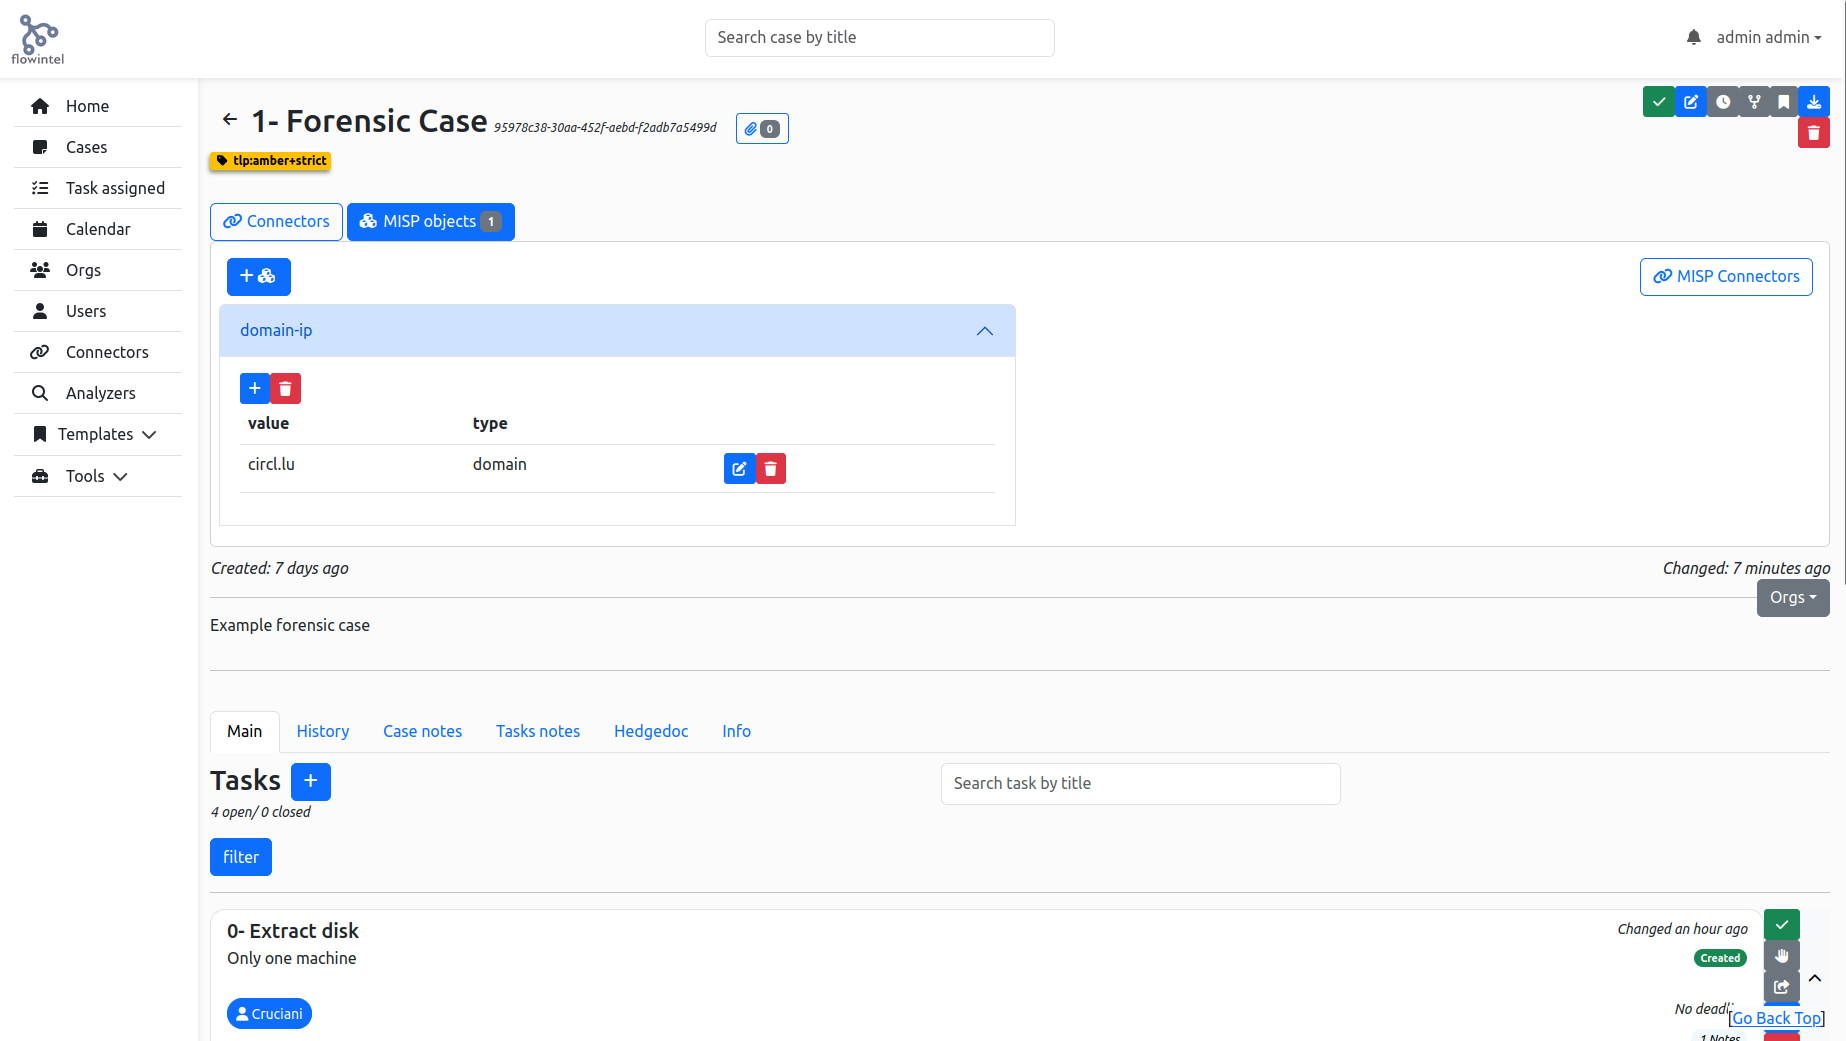 flowintel
Search case by title
admin admin
Home
Cases
Task assigned
Calendar
Orgs
Users
Connectors
Analyzers
Templates
Tools
1- Forensic Case 95978c38-30aa-452f-aebd-f2adb7a5499d 0
tlp:amber+strict
Connectors
MISP objects 1
+
MISP Connectors
domain-ip
+
value type
circl.lu domain
Created: 7 days ago
Changed: 7 minutes ago
Orgs
Example forensic case
Main History Case notes Tasks notes Hedgedoc Info
Tasks +
Search task by title
4 open/ 0 closed
filter
0- Extract disk
Changed an hour ago
Only one machine
Created
Cruciani
No deadli
[Go Back Top]
1 Notes